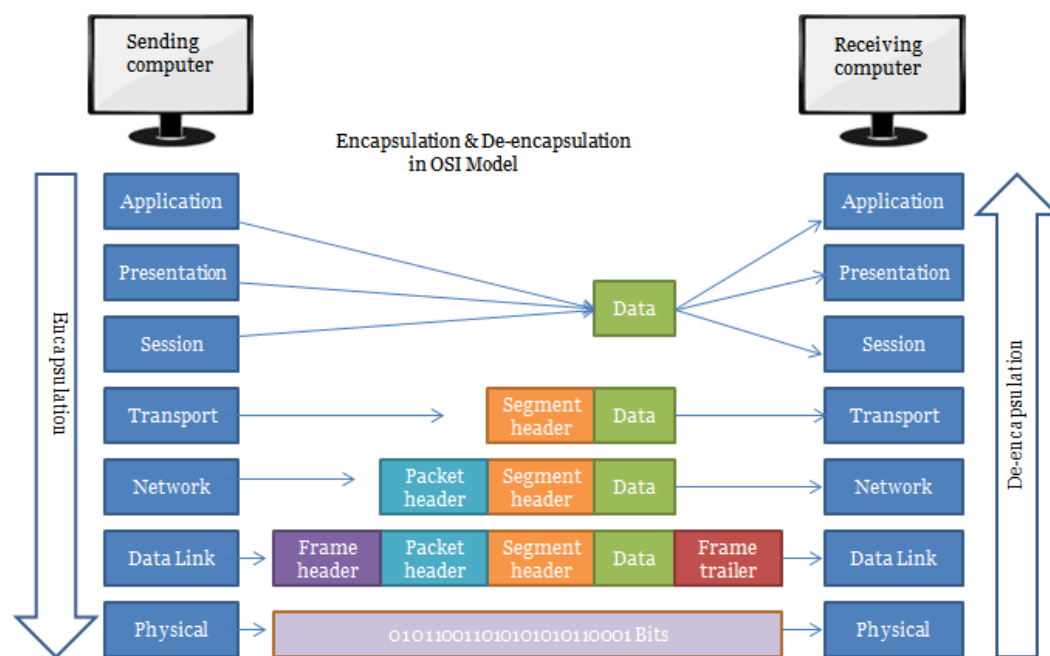 Sending
computer
Receiving
computer
Encapsulation & De-encapsulation
in OSI Model
Application
Application
Presentation
Presentation
Data
Session
Session
Encapsulation
De-encapsulation
Transport
Segment
header
Data
Transport
Network
Packet
header
Segment
header
Data
Network
Data Link
Frame
header
Packet
header
Segment
header
Data
Frame
trailer
Data Link
Physical
0101100110101010101100​01 Bits
Physical